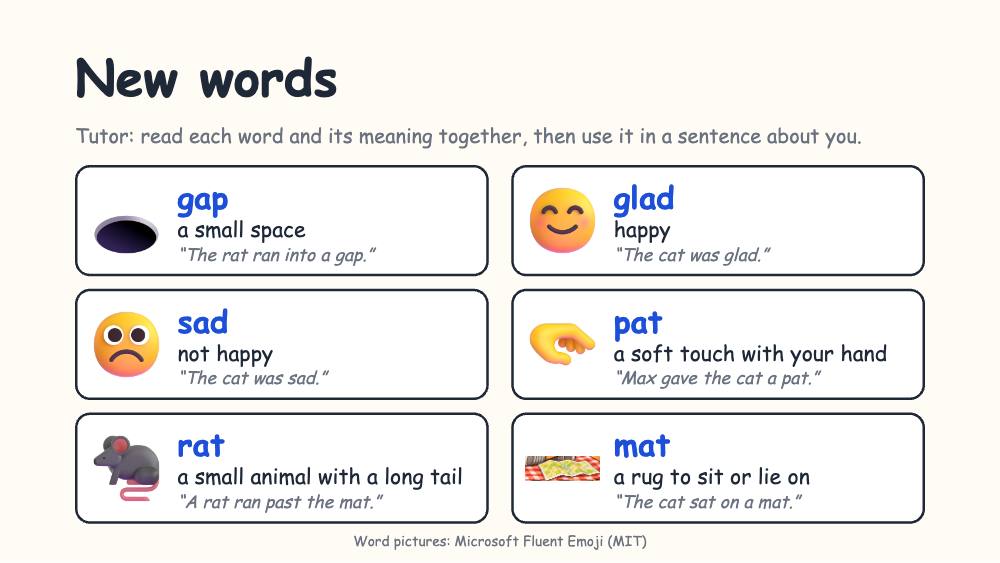 New words
Tutor: read each word and its meaning together, then use it in a sentence about you.
gap
a small space
"The rat ran into a gap."
glad
happy
"The cat was glad."
sad
not happy
"The cat was sad."
pat
a soft touch with your hand
"Max gave the cat a pat."
rat
a small animal with a long tail
"A rat ran past the mat."
mat
a rug to sit or lie on
"The cat sat on a mat."
Word pictures: Microsoft Fluent Emoji (MIT)